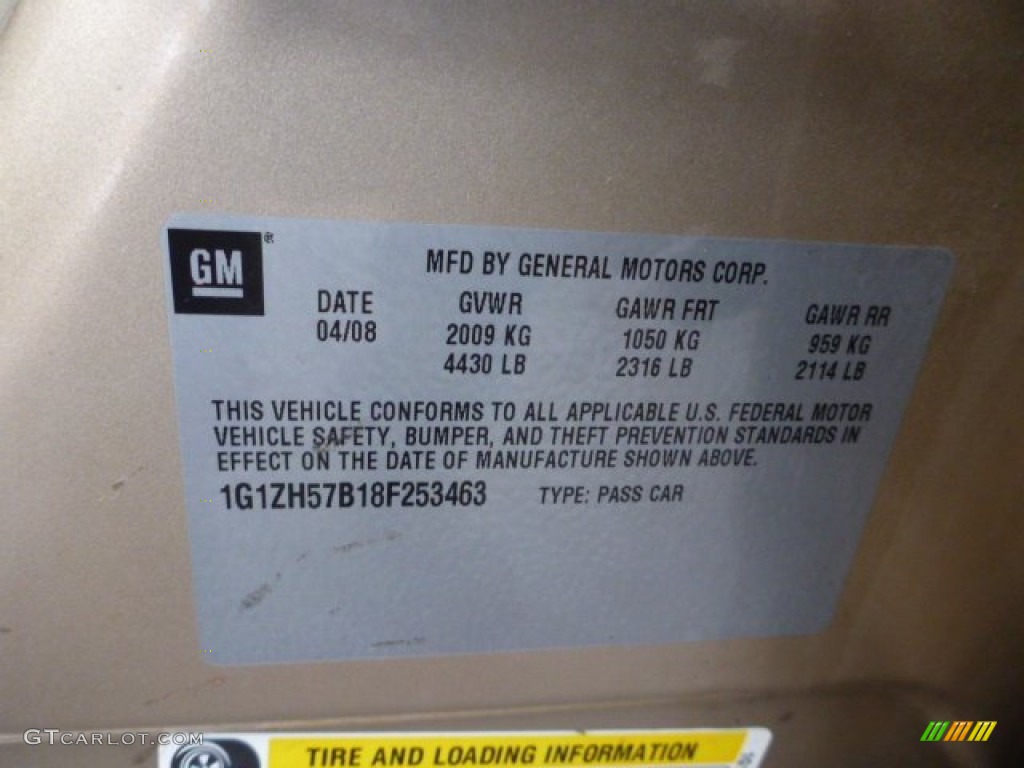 GM®
MFD BY GENERAL MOTORS CORP.
DATE GVWR GAWR FRT GAWR RR
04/08 2009 KG 1050 KG 959 KG
4430 LB 2316 LB 2114 LB
THIS VEHICLE CONFORMS TO ALL APPLICABLE U.S. FEDERAL MOTOR
VEHICLE SAFETY, BUMPER, AND THEFT PREVENTION STANDARDS IN
EFFECT ON THE DATE OF MANUFACTURE SHOWN ABOVE.
1G1ZH57B18F253463 TYPE: PASS CAR
TIRE AND LOADING INFORMATION
GTCARLOT.COM